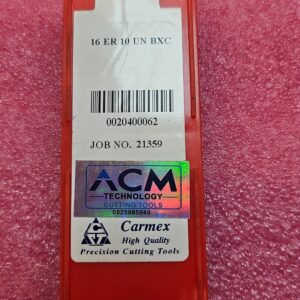 16 ER 10 UN BXC
0020400062
JOB NO. 21359
ACM
TECHNOLOGY
CUTTING TOOLS
0525985949
Carmex
High Quality
Precision Cutting Tools